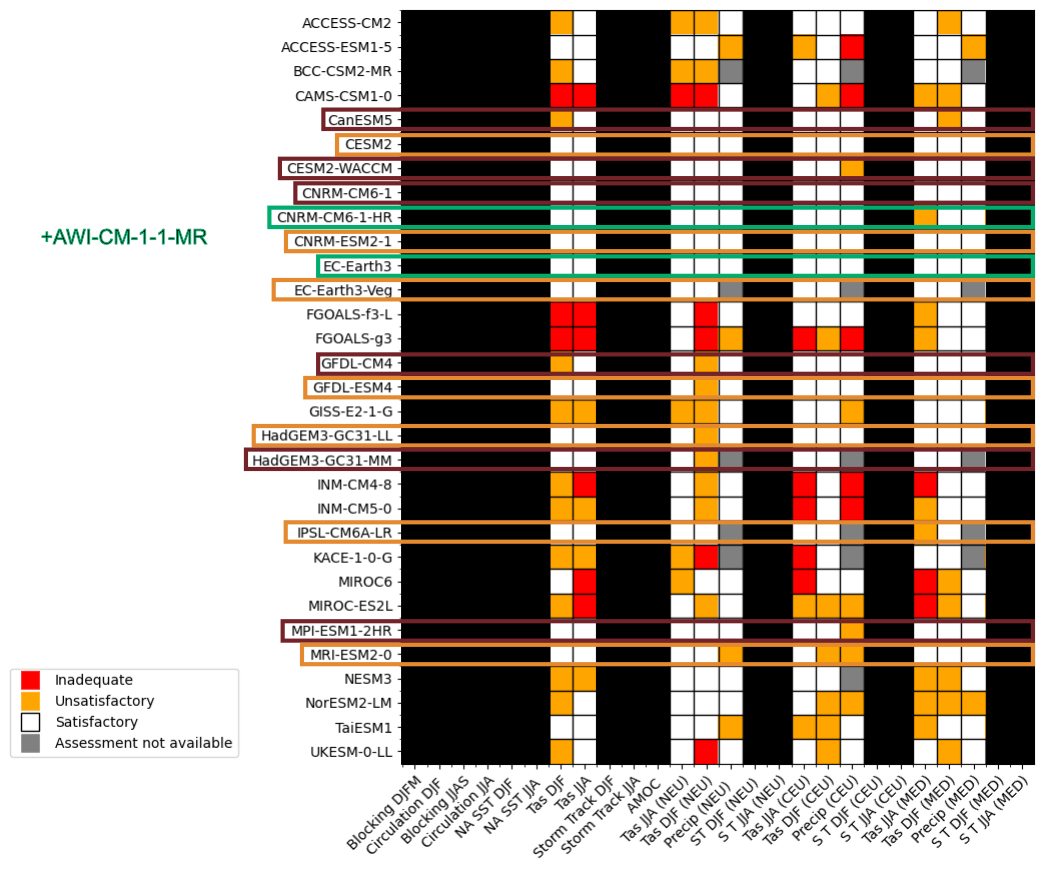 ACCESS-CM2
ACCESS-ESM1-5
BCC-CSM2-MR
CAMS-CSM1-0
CanESM5
CESM2
CESM2-WACCM
CNRM-CM6-1
CNRM-CM6-1-HR
+AWI-CM-1-1-MR
CNRM-ESM2-1
EC-Earth3
EC-Earth3-Veg
FGOALS-f3-L
FGOALS-g3
GFDL-CM4
GFDL-ESM4
GISS-E2-1-G
HadGEM3-GC31-LL
HadGEM3-GC31-MM
INM-CM4-8
INM-CM5-0
IPSL-CM6A-LR
KACE-1-0-G
MIROC6
MIROC-ES2L
MPI-ESM1-2HR
MRI-ESM2-0
NESM3
NorESM2-LM
TaiESM1
UKESM-0-LL
Inadequate
Unsatisfactory
Satisfactory
Assessment not available
Blocking DJFM
Circulation DJF
Blocking JJAS
Circulation JJA
NA SST DJF
NA SST JJA
Tas DJF
Tas JJA
Storm Track DJF
Storm Track JJA
AMOC
Tas JJA (NEU)
Tas DJF (NEU)
Precip (NEU)
ST DJF (NEU)
S T JJA (NEU)
Tas JJA (CEU)
Tas DJF (CEU)
Precip (CEU)
S T DJF (CEU)
S T JJA (CEU)
Tas JJA (MED)
Tas DJF (MED)
Precip (MED)
S T DJF (MED)
S T JJA (MED)